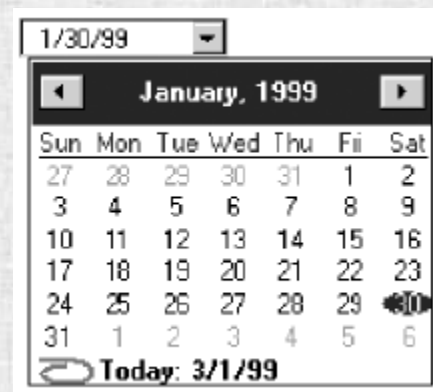 1/30/99
January, 1999
Sun Mon Tue Wed Thu Fri Sat
27 28 29 30 31 1 2
3 4 5 6 7 8 9
10 11 12 13 14 15 16
17 18 19 20 21 22 23
24 25 26 27 28 29 30
31 1 2 3 4 5 6
Today: 3/1/99